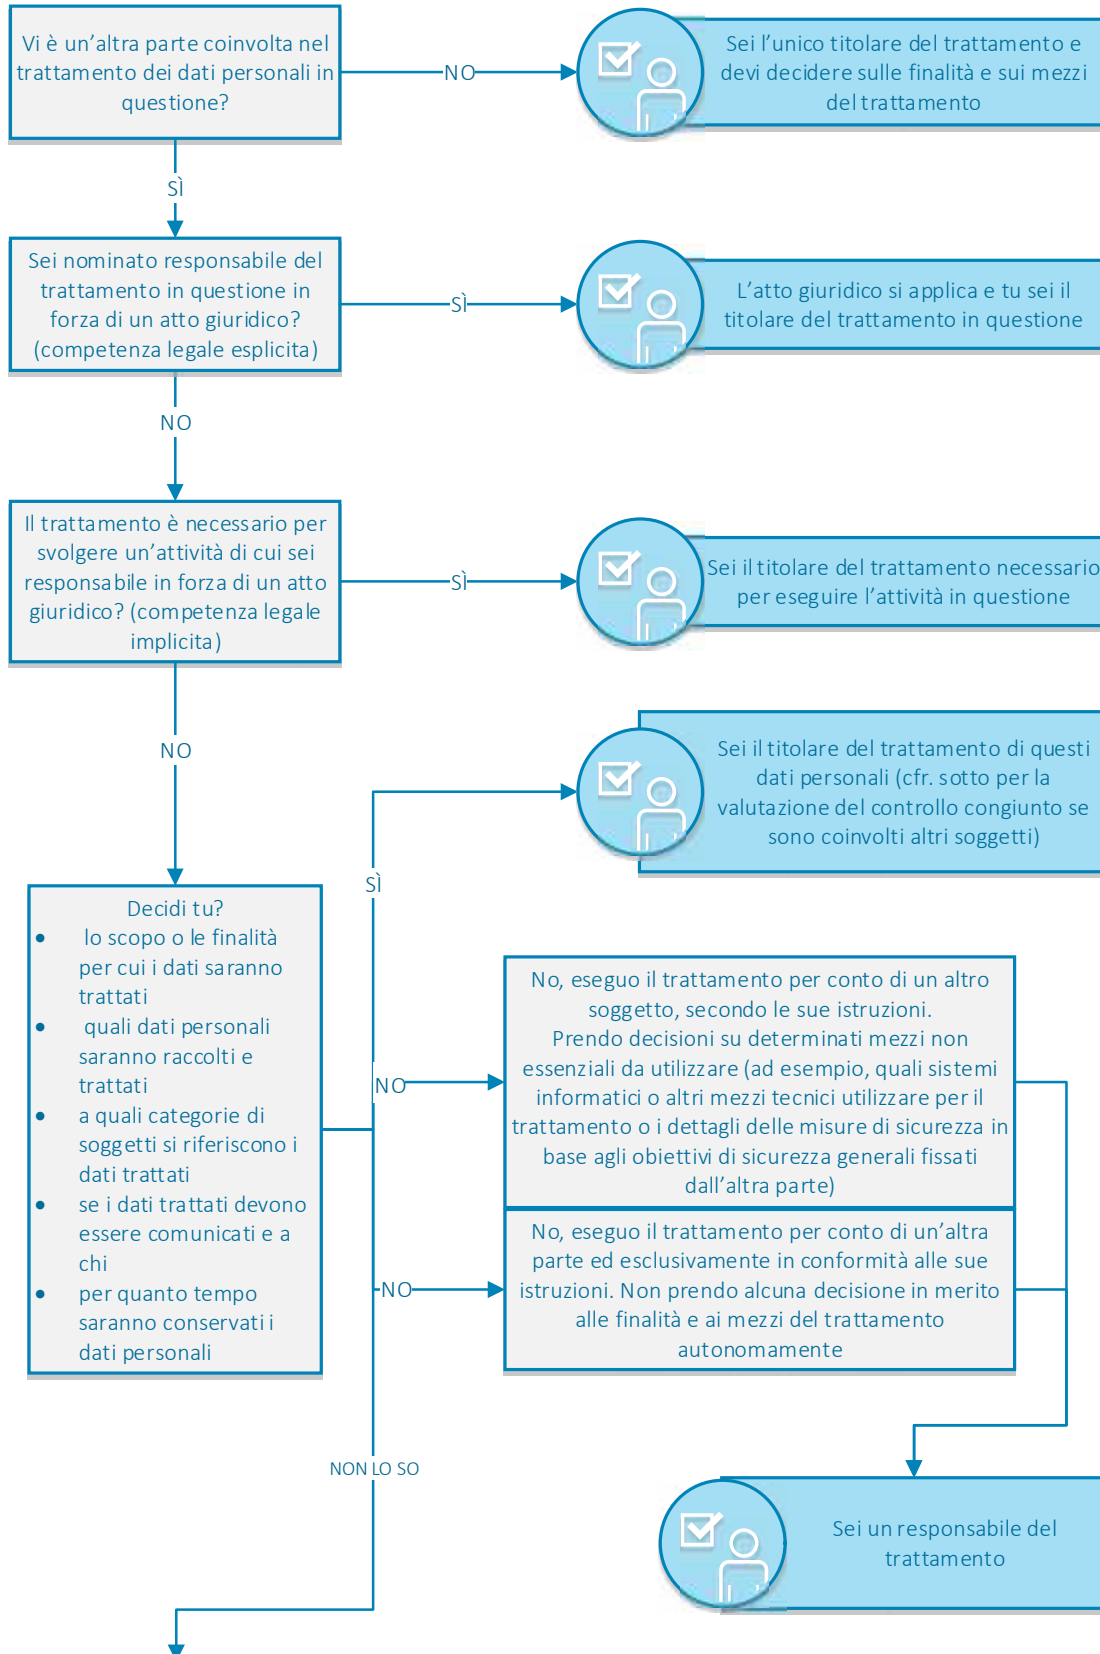 Vi è un'altra parte coinvolta nel
trattamento dei dati personali in
questione?
NO
Sei l'unico titolare del trattamento e
devi decidere sulle finalità e sui mezzi
del trattamento
SÌ
Sei nominato responsabile del
trattamento in questione in
forza di un atto giuridico?
(competenza legale esplicita)
SÌ
L'atto giuridico si applica e tu sei il
titolare del trattamento in questione
NO
Il trattamento è necessario per
svolgere un'attività di cui sei
responsabile in forza di un atto
giuridico? (competenza legale
implicita)
SÌ
Sei il titolare del trattamento necessario
per eseguire l'attività in questione
NO
Sei il titolare del trattamento di questi
dati personali (cfr. sotto per la
valutazione del controllo congiunto se
sono coinvolti altri soggetti)
SÌ
Decidi tu?
• lo scopo o le finalità
per cui i dati saranno
trattati
• quali dati personali
saranno raccolti e
trattati
• a quali categorie di
soggetti si riferiscono i
dati trattati
• se i dati trattati devono
essere comunicati e a
chi
• per quanto tempo
saranno conservati i
dati personali
NO
No, eseguo il trattamento per conto di un altro
soggetto, secondo le sue istruzioni.
Prendo decisioni su determinati mezzi non
essenziali da utilizzare (ad esempio, quali sistemi
informatici o altri mezzi tecnici utilizzare per il
trattamento o i dettagli delle misure di sicurezza in
base agli obiettivi di sicurezza generali fissati
dall'altra parte)
NO
No, eseguo il trattamento per conto di un'altra
parte ed esclusivamente in conformità alle sue
istruzioni. Non prendo alcuna decisione in merito
alle finalità e ai mezzi del trattamento
autonomamente
NON LO SO
Sei un responsabile del
trattamento